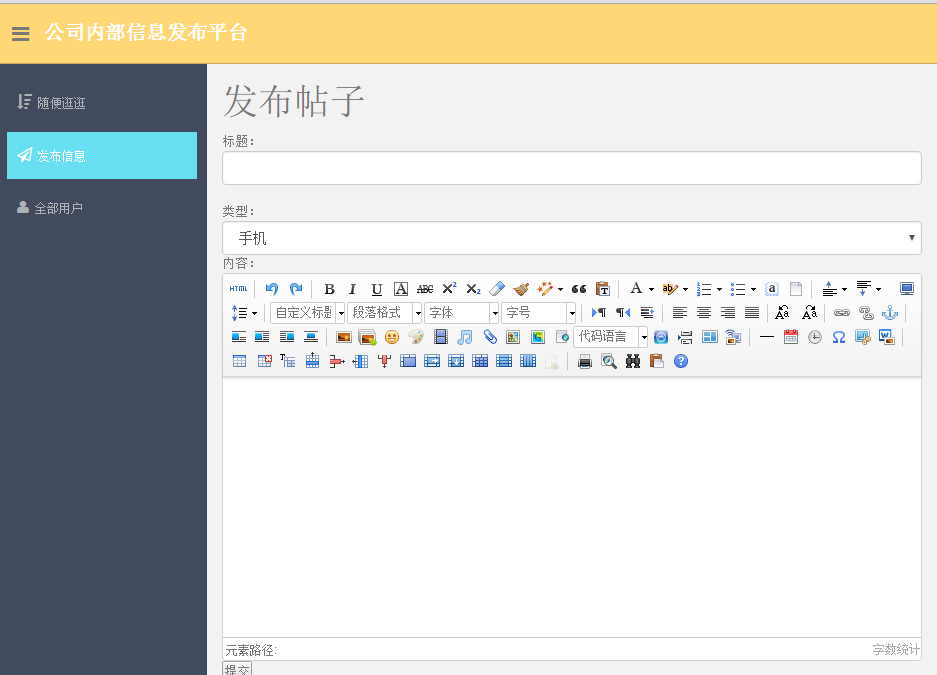 公司内部信息发布平台
随便逛逛
发布信息
全部用户
发布帖子
标题：
类型：
手机
内容：
HTML B I U A ABC X² X₂ A ab a
自定义标题 段落格式 字体 字号
代码语言
元素路径:
字数统计
提交